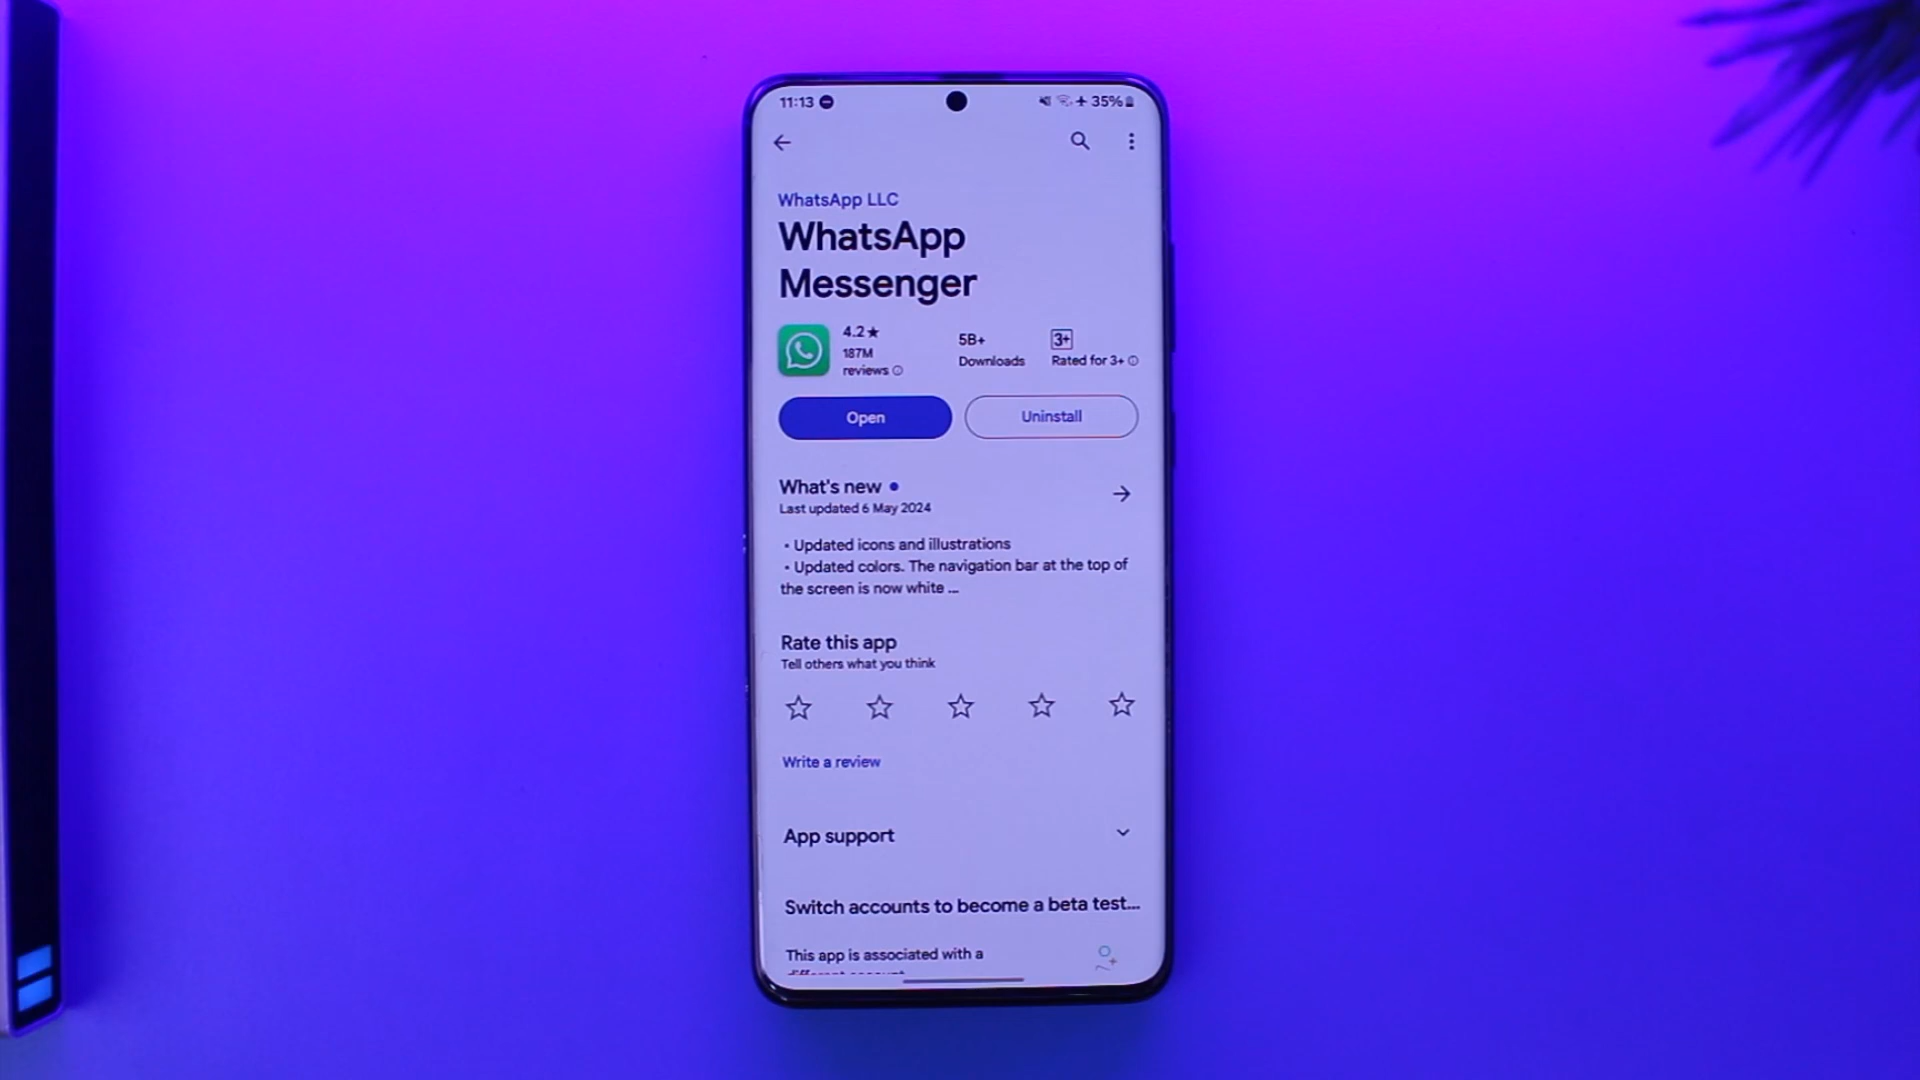 11:13
35%
WhatsApp LLC
WhatsApp
Messenger
4.2★
187M
reviews
5B+
Downloads
3+
Rated for 3+
Open
Uninstall
What's new
Last updated 6 May 2024
• Updated icons and illustrations
• Updated colors. The navigation bar at the top of
the screen is now white ...
Rate this app
Tell others what you think
Write a review
App support
Switch accounts to become a beta test...
This app is associated with a